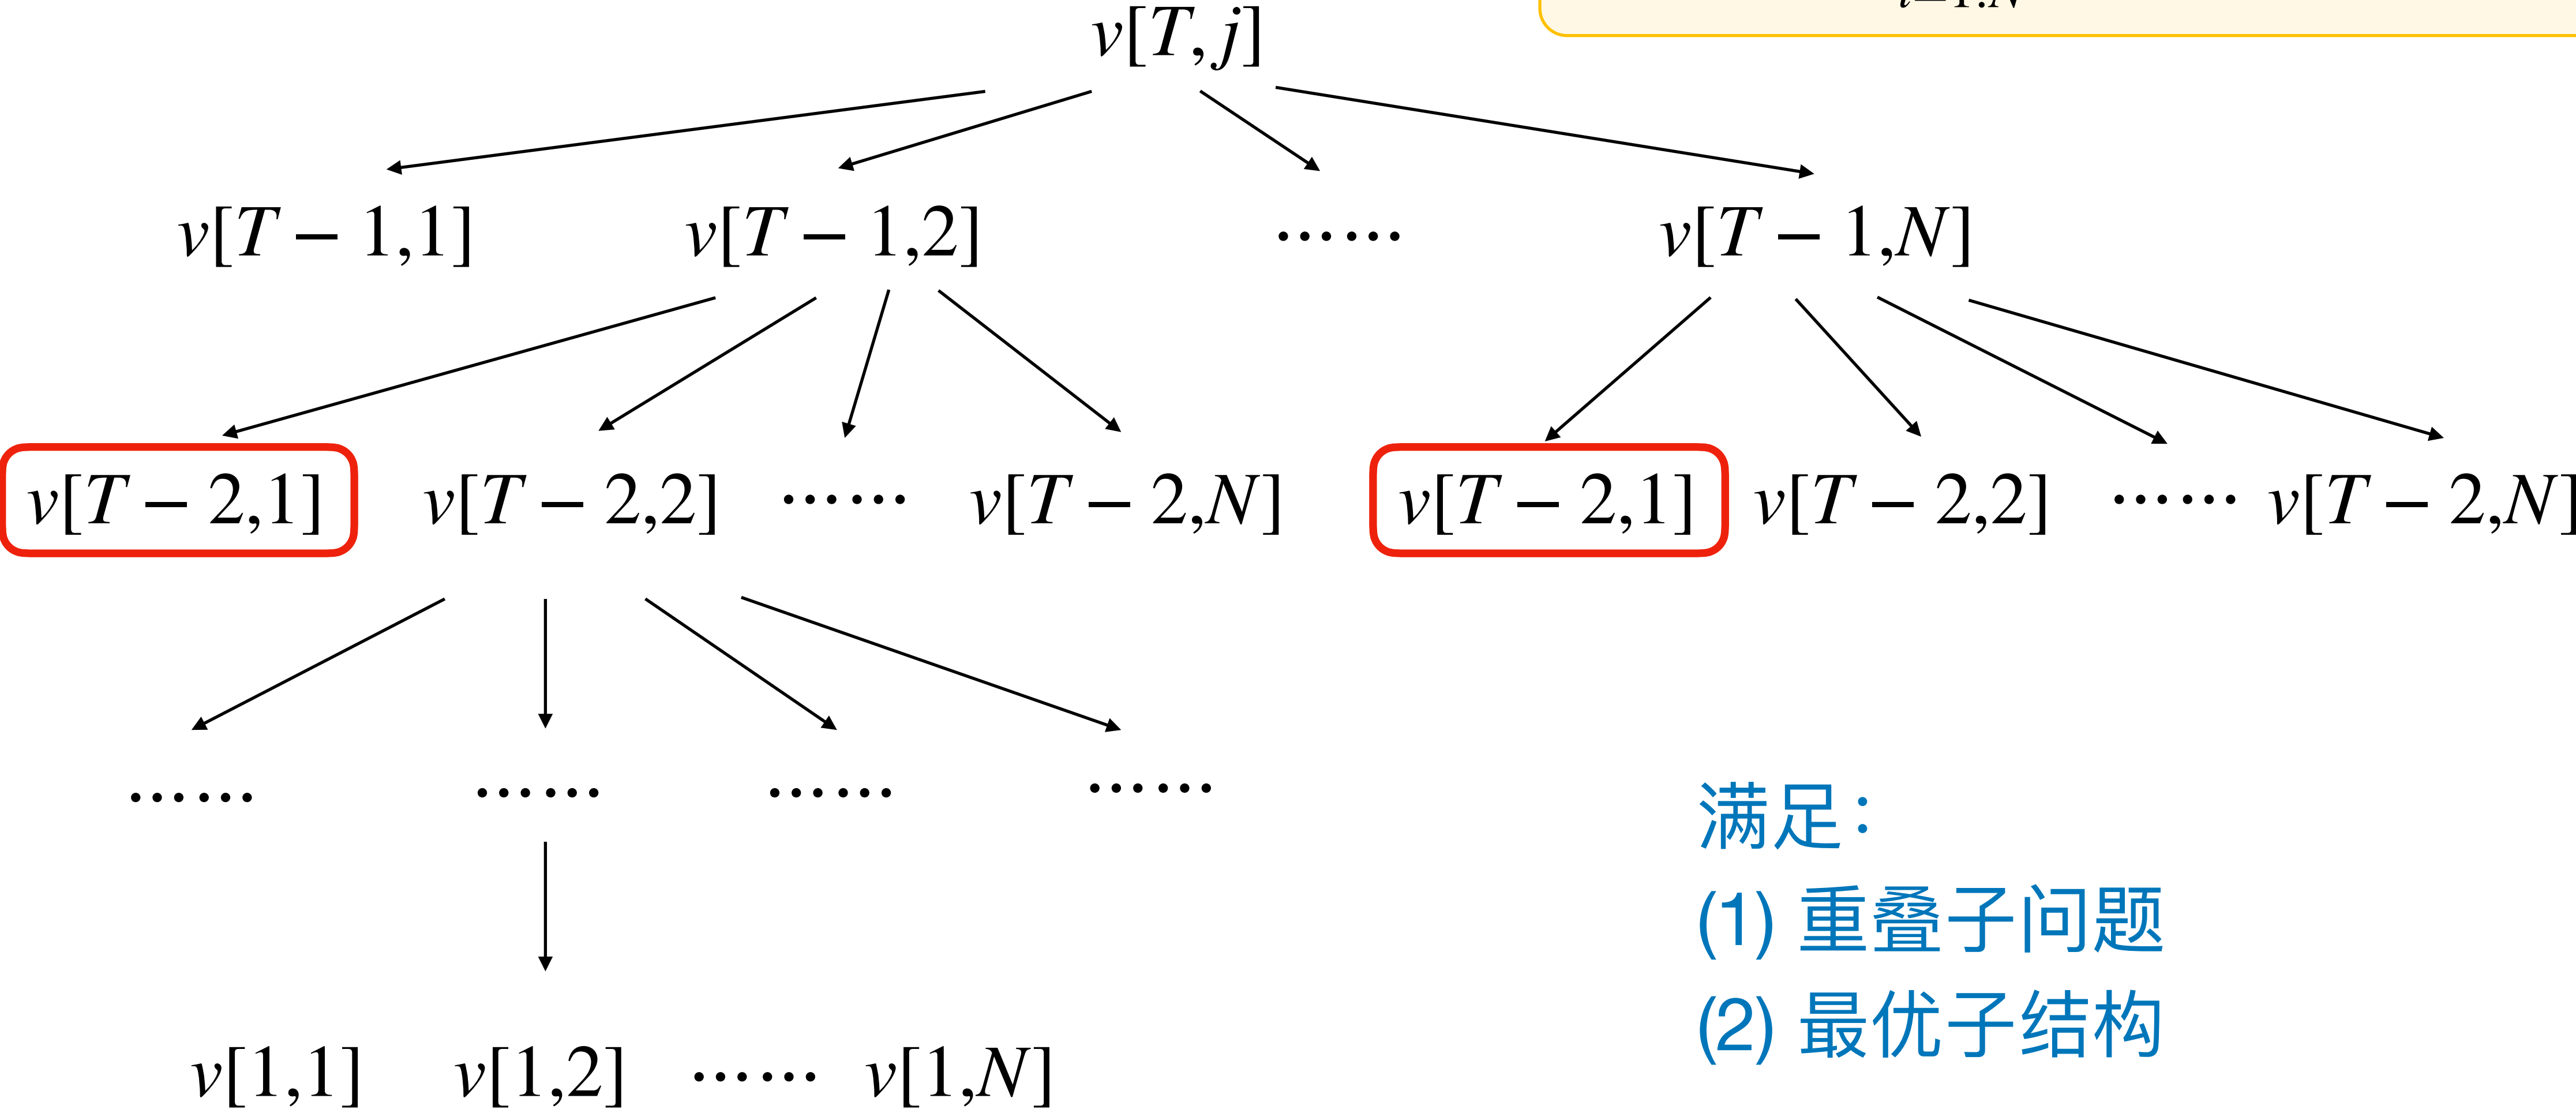 v[T, j]
v[T − 1,1] v[T − 1,2] ⋯⋯ v[T − 1,N]
v[T − 2,1] v[T − 2,2] ⋯⋯ v[T − 2,N] v[T − 2,1] v[T − 2,2] ⋯⋯ v[T − 2,N]
⋯⋯ ⋯⋯ ⋯⋯ ⋯⋯
满足：
(1) 重叠子问题
(2) 最优子结构
v[1,1] v[1,2] ⋯⋯ v[1,N]